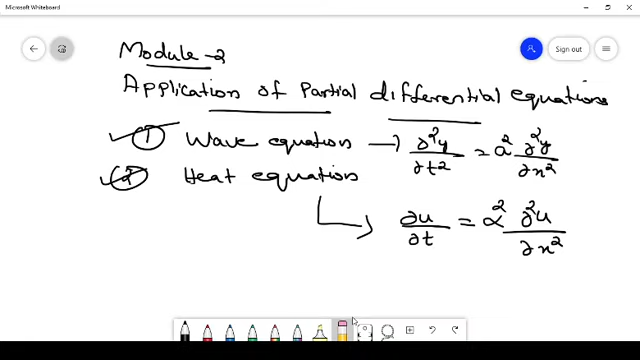 Microsoft Whiteboard
Sign out
Module-2
Application of Partial differential equations
① Wave equation → ∂²y/∂t² = a² ∂²y/∂x²
② Heat equation
∂u/∂t = α² ∂²u/∂x²